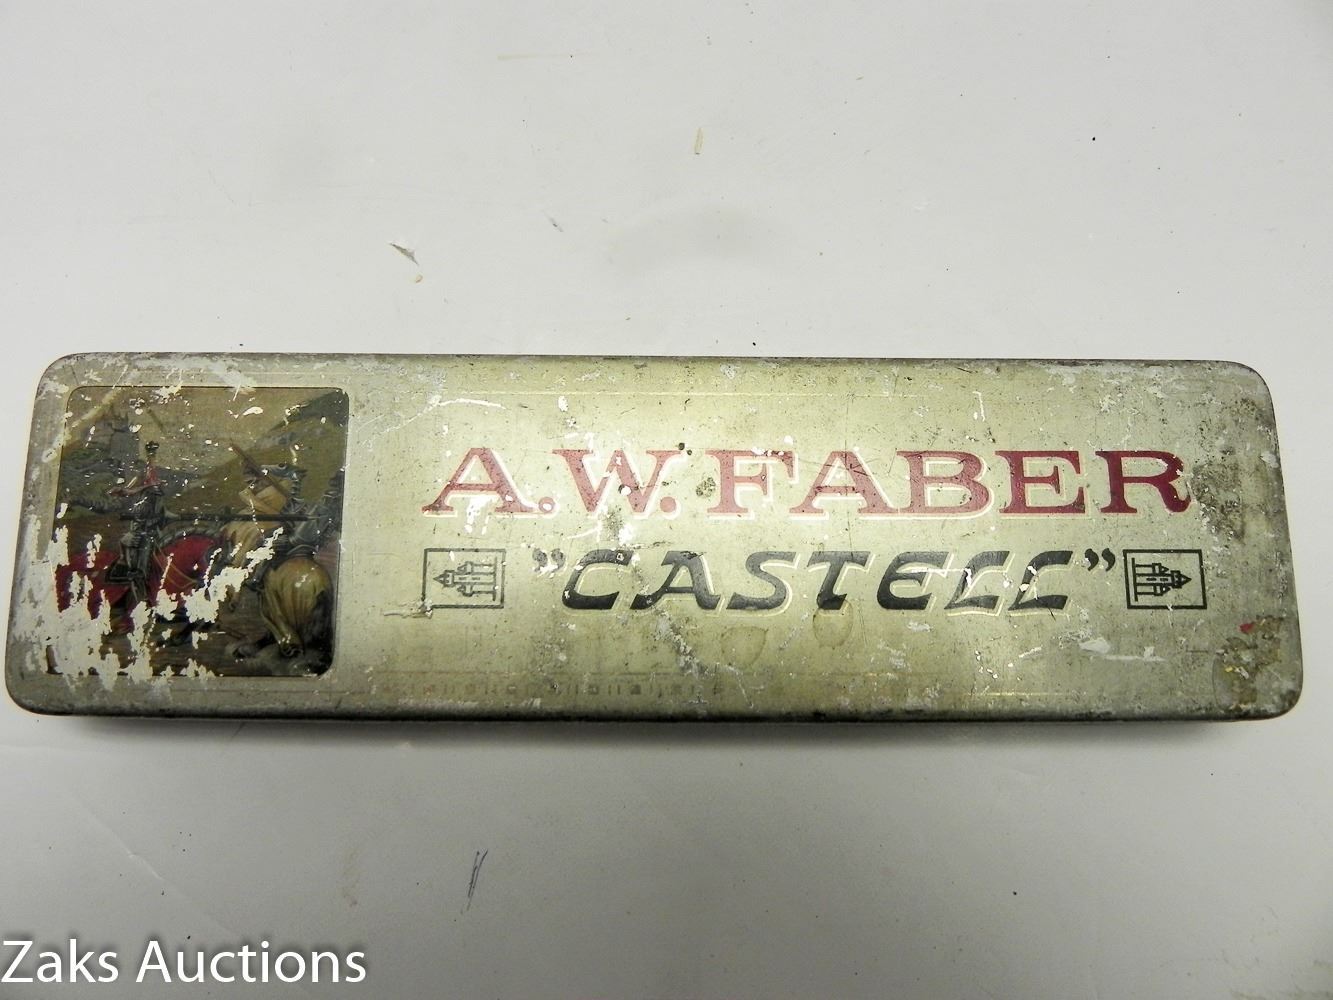 A.W. FABER
"CASTELL"
Zaks Auctions